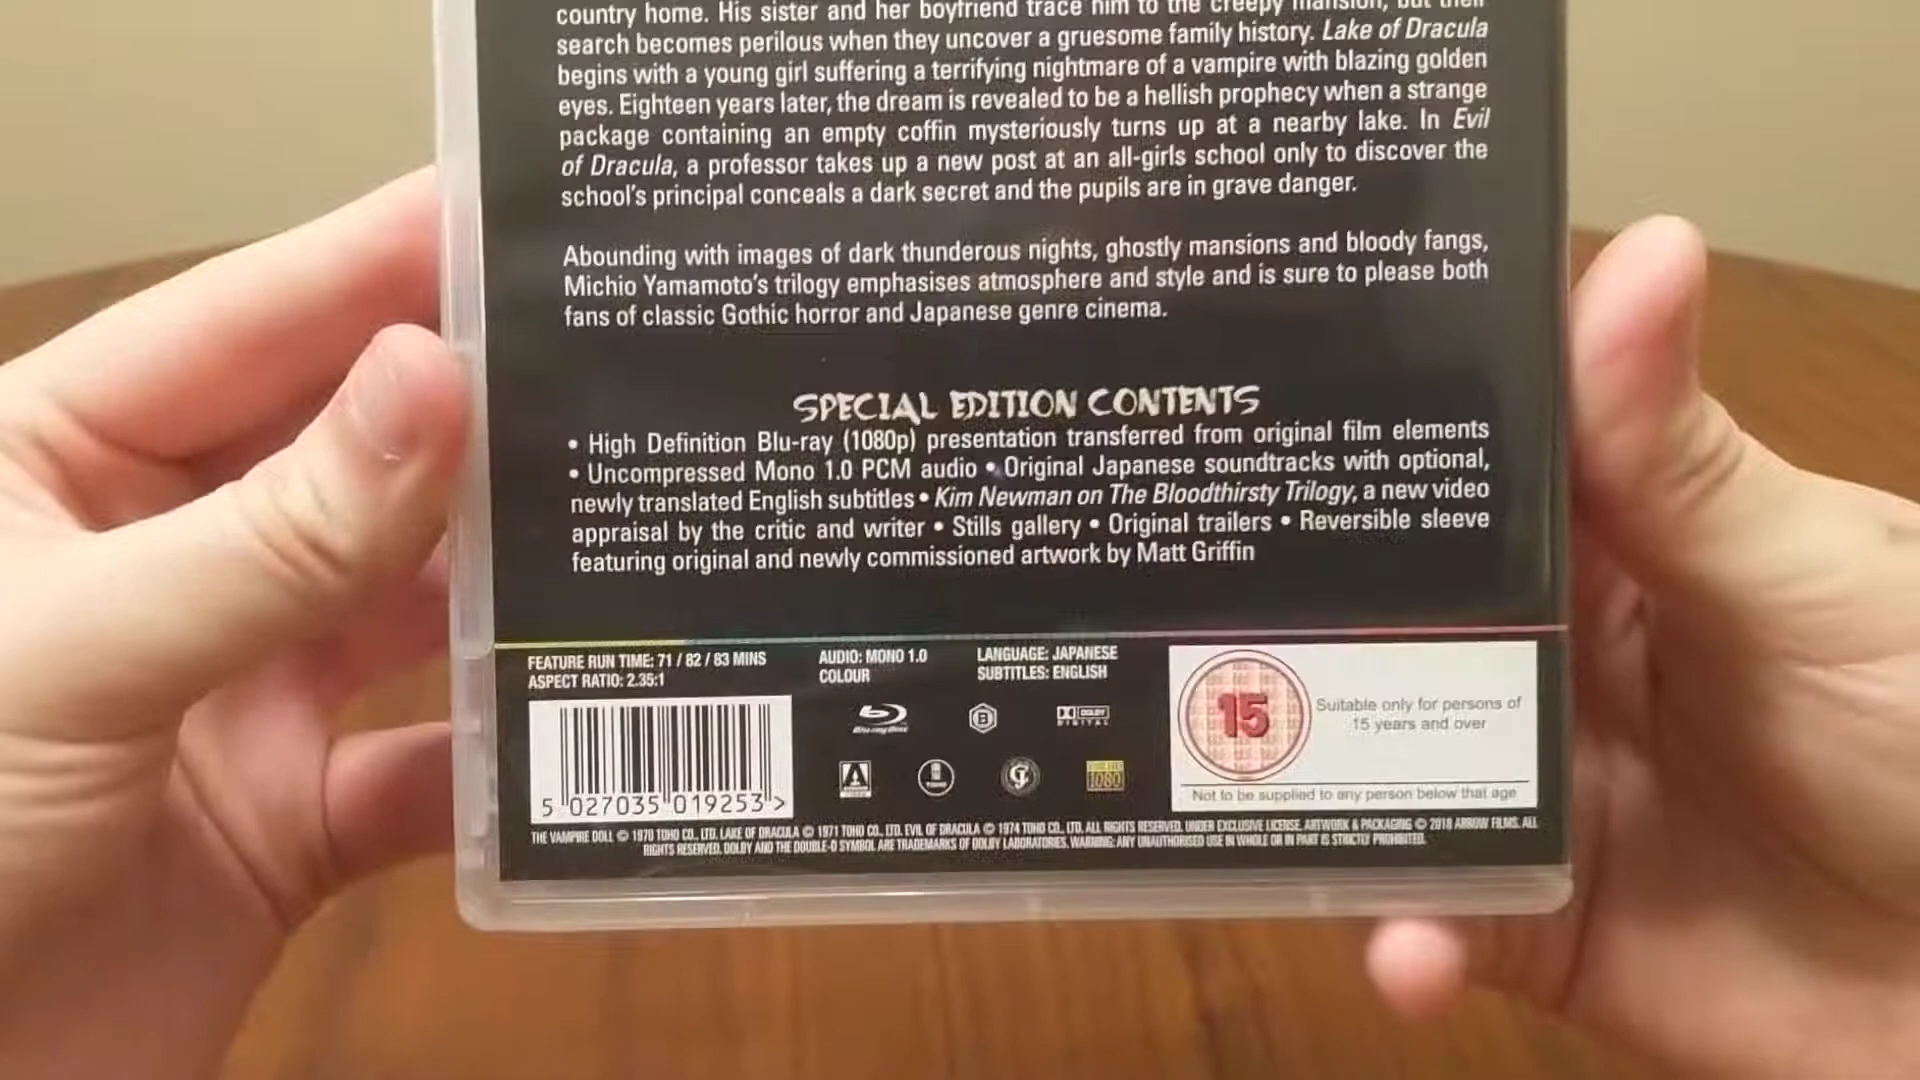 country home. His sister and her boyfriend trace him to the creepy mansion, but their
search becomes perilous when they uncover a gruesome family history. Lake of Dracula
begins with a young girl suffering a terrifying nightmare of a vampire with blazing golden
eyes. Eighteen years later, the dream is revealed to be a hellish prophecy when a strange
package containing an empty coffin mysteriously turns up at a nearby lake. In Evil
of Dracula, a professor takes up a new post at an all-girls school only to discover the
school's principal conceals a dark secret and the pupils are in grave danger.
Abounding with images of dark thunderous nights, ghostly mansions and bloody fangs,
Michio Yamamoto's trilogy emphasises atmosphere and style and is sure to please both
fans of classic Gothic horror and Japanese genre cinema.
SPECIAL EDITION CONTENTS
• High Definition Blu-ray (1080p) presentation transferred from original film elements
• Uncompressed Mono 1.0 PCM audio • Original Japanese soundtracks with optional,
newly translated English subtitles • Kim Newman on The Bloodthirsty Trilogy, a new video
appraisal by the critic and writer • Stills gallery • Original trailers • Reversible sleeve
featuring original and newly commissioned artwork by Matt Griffin
FEATURE RUN TIME: 71 / 82 / 83 MINS
ASPECT RATIO: 2.35:1
AUDIO: MONO 1.0
COLOUR
LANGUAGE: JAPANESE
SUBTITLES: ENGLISH
Blu-ray Disc
B
DOLBY
DIGITAL
A
TOHO
1080
5 027035 019253 >
15
Suitable only for persons of
15 years and over
Not to be supplied to any person below that age
THE VAMPIRE DOLL © 1970 TOHO CO., LTD. LAKE OF DRACULA © 1971 TOHO CO., LTD. EVIL OF DRACULA © 1974 TOHO CO., LTD. ALL RIGHTS RESERVED. UNDER EXCLUSIVE LICENSE. ARTWORK & PACKAGING © 2018 ARROW FILMS. ALL
RIGHTS RESERVED. DOLBY AND THE DOUBLE-D SYMBOL ARE TRADEMARKS OF DOLBY LABORATORIES. WARNING: ANY UNAUTHORISED USE IN WHOLE OR IN PART IS STRICTLY PROHIBITED.